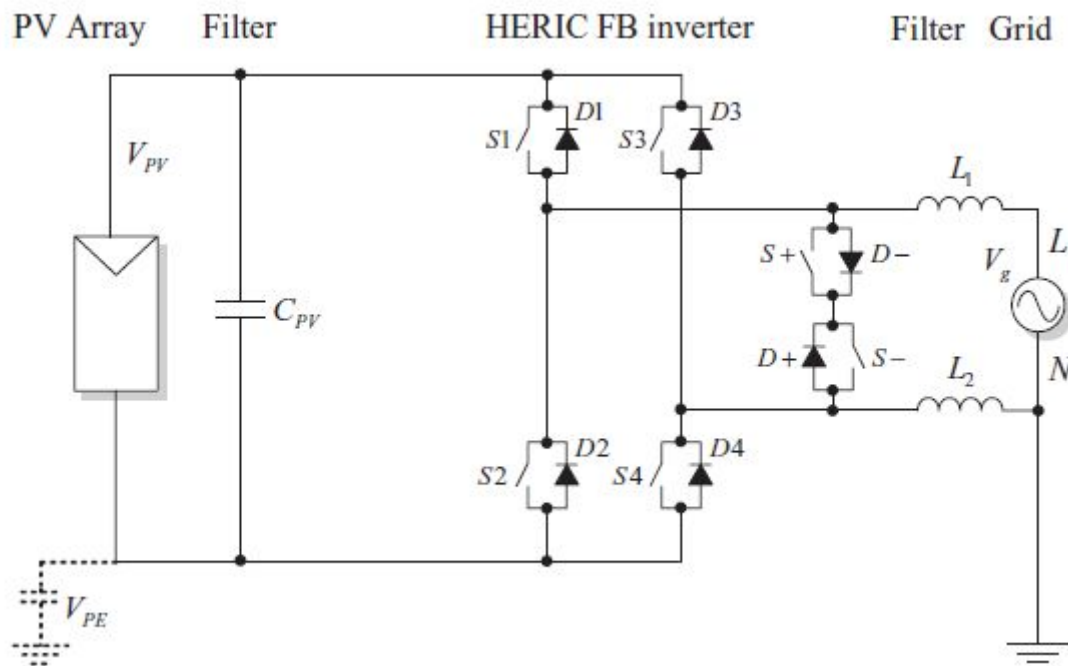 PV Array Filter HERIC FB inverter Filter Grid
D1 D3
S1 S3
V_PV
L_1
S+ D- V_g L
C_PV
D+ S- L_2 N
D2 D4
S2 S4
V_PE